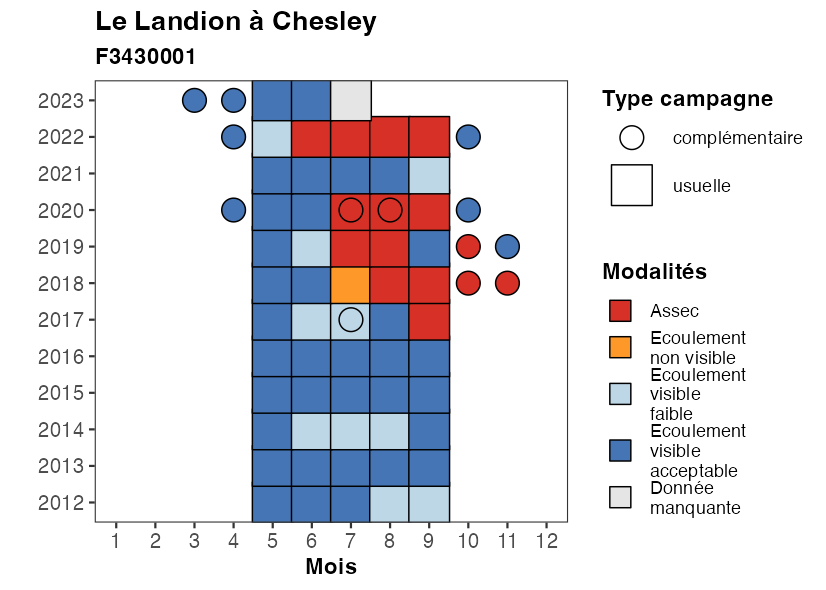 Le Landion à Chesley
F3430001
2023
2022
2021
2020
2019
2018
2017
2016
2015
2014
2013
2012
1 2 3 4 5 6 7 8 9 10 11 12
Mois
Type campagne
complémentaire
usuelle
Modalités
Assec
Ecoulement
non visible
Ecoulement
visible
faible
Ecoulement
visible
acceptable
Donnée
manquante